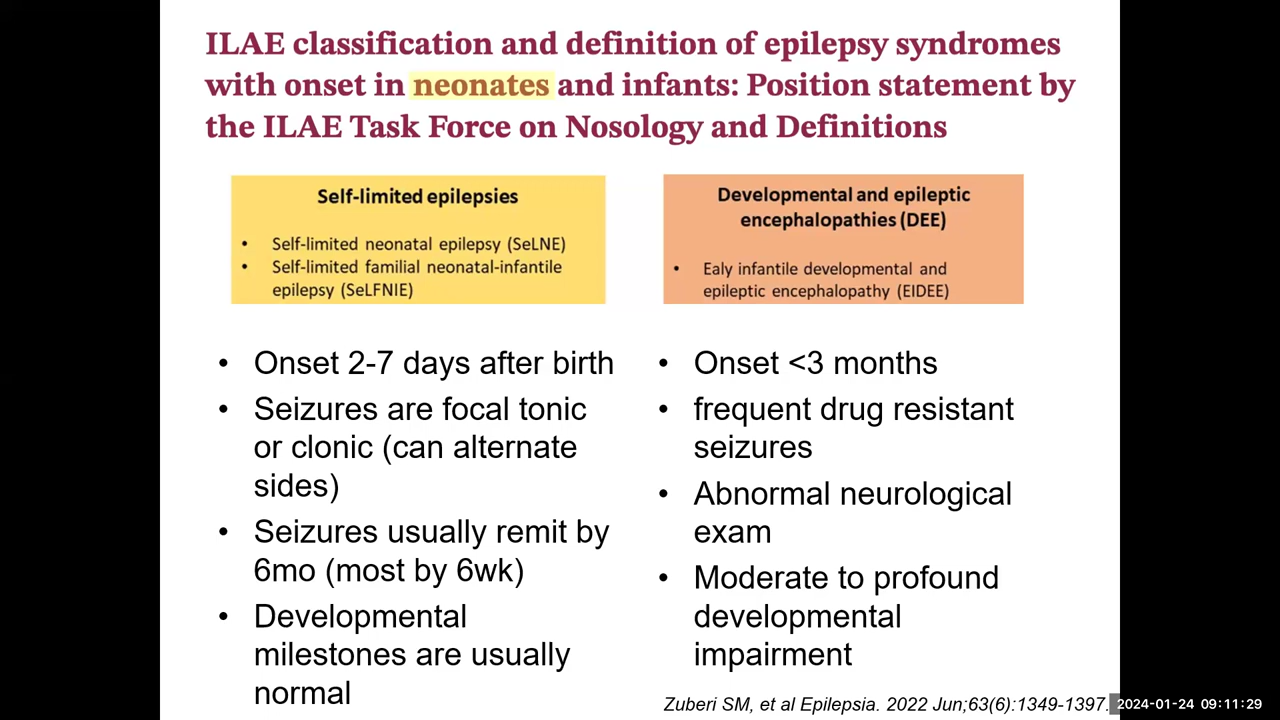 ILAE classification and definition of epilepsy syndromes
with onset in neonates and infants: Position statement by
the ILAE Task Force on Nosology and Definitions
Self-limited epilepsies
• Self-limited neonatal epilepsy (SeLNE)
• Self-limited familial neonatal-infantile
epilepsy (SeLFNIE)
Developmental and epileptic
encephalopathies (DEE)
• Ealy infantile developmental and
epileptic encephalopathy (EIDEE)
• Onset 2-7 days after birth
• Seizures are focal tonic
or clonic (can alternate
sides)
• Seizures usually remit by
6mo (most by 6wk)
• Developmental
milestones are usually
normal
• Onset <3 months
• frequent drug resistant
seizures
• Abnormal neurological
exam
• Moderate to profound
developmental
impairment
Zuberi SM, et al Epilepsia. 2022 Jun;63(6):1349-1397.
2024-01-24 09:11:29